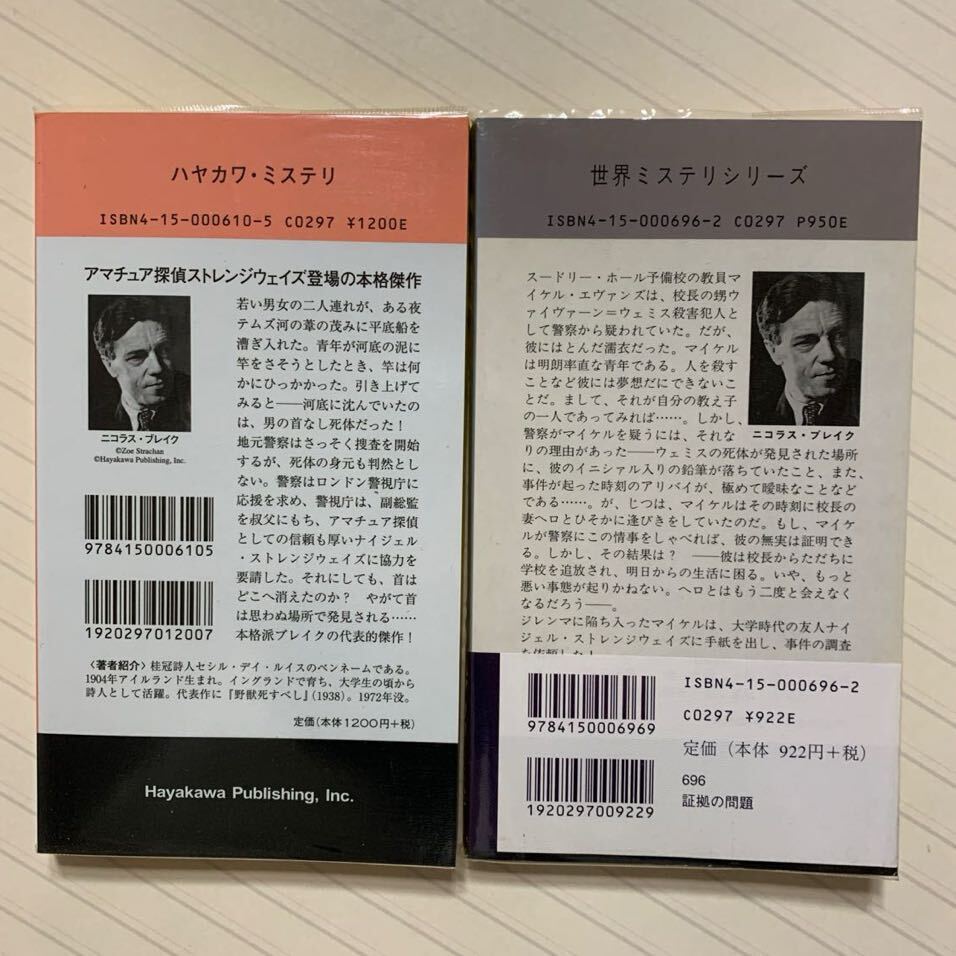 ハヤカワ・ミステリ
ISBN4-15-000610-5 C0297 ¥1200E
アマチュア探偵ストレンジウェイズ登場の本格傑作
若い男女の二人連れが、ある夜
テムズ河の葦の茂みに平底船を
漕ぎ入れた。青年が河底の泥に
竿をさそうとしたとき、竿は何
かにひっかかった。引き上げて
みると――河底に沈んでいたの
は、男の首なし死体だった！
地元警察はさっそく捜査を開始
するが、死体の身元も判然とし
ない。警察はロンドン警視庁に
応援を求め、警視庁は、副総監
を叔父にもち、アマチュア探偵
としての信頼も厚いナイジェル
・ストレンジウェイズに協力を
要請した。それにしても、首は
どこへ消えたのか？ やがて首
は思わぬ場所で発見される……
本格派ブレイクの代表的傑作！
ニコラス・ブレイク
©Zoe Strachan
©Hayakawa Publishing, Inc.
9784150006105
1920297012007
〈著者紹介〉桂冠詩人セシル・デイ・ルイスのペンネームである。
1904年アイルランド生まれ。イングランドで育ち、大学生の頃から
詩人として活躍。代表作に『野獣死すべし』(1938)。1972年没。
定価（本体1200円+税）
Hayakawa Publishing, Inc.
世界ミステリシリーズ
ISBN4-15-000696-2 C0297 P950E
スードリー・ホール予備校の教員マ
イケル・エヴァンズは、校長の甥ウ
ァイヴァーン＝ウェミス殺害犯人と
して警察から疑われていた。だが、
彼にはとんだ濡衣だった。マイケル
は明朗率直な青年である。人を殺す
ことなど彼には夢想だにできないこ
とだ。まして、それが自分の教え子
の一人であってみれば……。しかし、
警察がマイケルを疑うには、それな
りの理由があった――ウェミスの死体が発見された場所
に、彼のイニシャル入りの鉛筆が落ちていたこと、また、
事件が起った時刻のアリバイが、極めて曖昧なことなど
である……。が、じつは、マイケルはその時刻に校長の
妻ヘロとひそかに逢びきをしていたのだ。もし、マイケ
ルが警察にこの情事をしゃべれば、彼の無実は証明でき
る。しかし、その結果は？ ――彼は校長からただちに
学校を追放され、明日からの生活に困る。いや、もっと
悪い事態が起りかねない。ヘロとはもう二度と会えなく
なるだろう――。
ジレンマに陥ち入ったマイケルは、大学時代の友人ナイ
ジェル・ストレンジウェイズに手紙を出し、事件の調査
を依頼した！
ニコラス・ブレイク
ISBN4-15-000696-2
C0297 ¥922E
9784150006969
定価（本体 922円+税）
1920297009229
696
証拠の問題